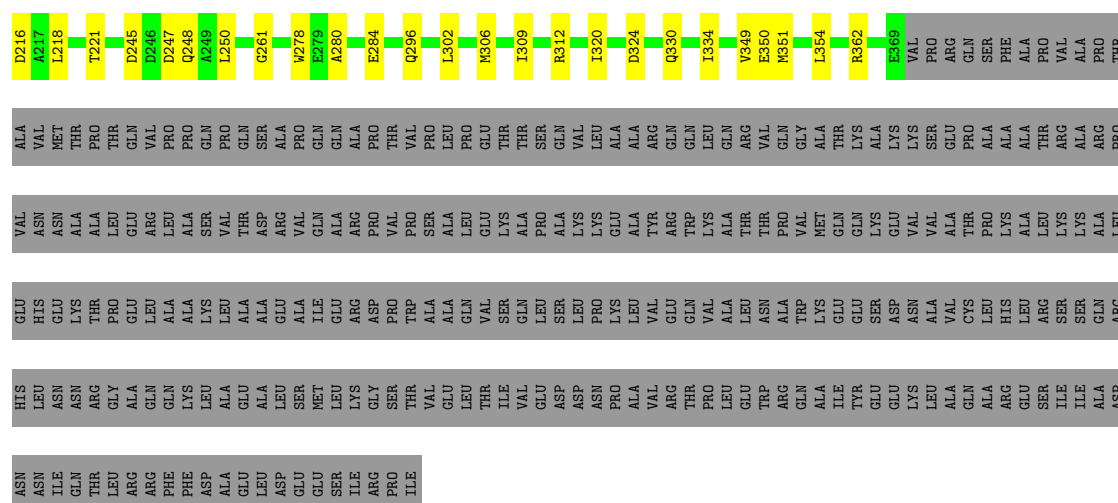 D216 A217 L218 T221 D245 D246 D247 Q248 A249 L250 G261 W278 E279 A280 E284 Q296 L302 M306 I309 R312 I320 D324 Q330 I334 V349 E350 M351 L354 R362 E369 VAL PRO ARG GLN SER PHE ALA PRO VAL ALA PRO THR
ALA VAL MET THR PRO THR GLN VAL PRO PRO GLN PRO GLN SER ALA PRO GLN GLN ALA PRO THR VAL PRO LEU PRO GLU THR THR SER GLN VAL LEU ALA ALA ARG GLN GLN LEU GLN ARG VAL GLN GLY ALA THR LYS ALA LYS LYS SER GLU PRO ALA ALA ALA THR ARG ALA ARG PRO
VAL ASN ASN ALA ALA LEU GLU ARG LEU ALA SER VAL THR ASP ARG VAL GLN ALA ARG PRO VAL PRO SER ALA LEU GLU LYS ALA PRO ALA LYS LYS GLU ALA TYR ARG TRP LYS ALA THR THR PRO VAL MET GLN GLN LYS GLU VAL VAL ALA THR PRO LYS ALA LEU LYS LYS ALA LEU
GLU HIS GLU LYS THR PRO GLU LEU ALA ALA LYS LEU ALA ALA GLU ALA ILE GLU ARG ASP PRO TRP ALA ALA GLN VAL SER GLN LEU SER LEU PRO LYS LEU VAL GLU GLN VAL ALA LEU ASN ALA TRP LYS GLU GLU SER ASP ASN ALA VAL CYS LEU HIS LEU ARG SER SER GLN ARG
HIS LEU ASN ASN ARG GLY ALA GLN GLN LYS LEU ALA GLU ALA LEU SER MET LEU LYS GLY SER THR VAL GLU LEU THR ILE VAL GLU ASP ASP ASN PRO ALA VAL ARG THR PRO LEU GLU TRP ARG GLN ALA ILE TYR GLU GLU LYS LEU ALA GLN ALA ARG GLU SER ILE ILE ALA ASP
ASN ASN ILE GLN THR LEU ARG ARG PHE PHE ASP ALA GLU LEU ASP GLU GLU SER ILE ARG PRO ILE